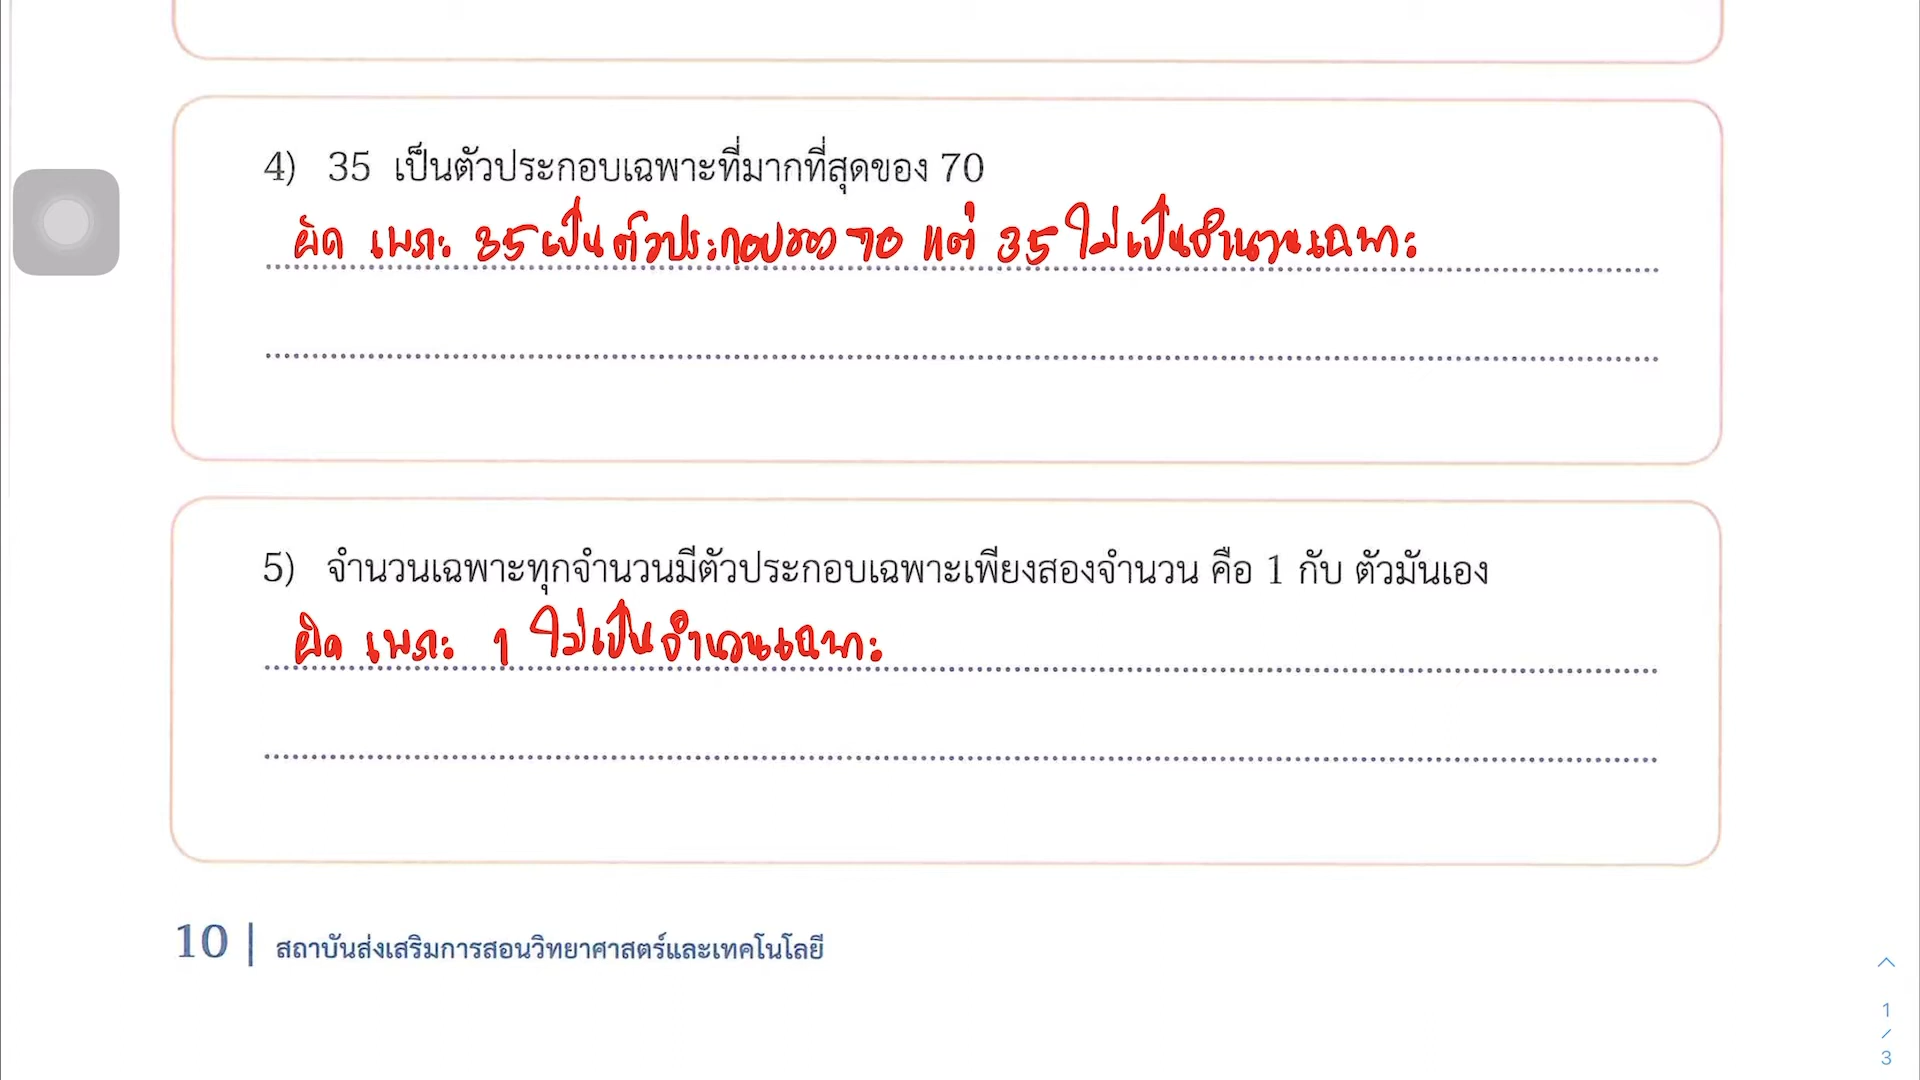 4) 35 เป็นตัวประกอบเฉพาะที่มากที่สุดของ 70
ผิด เพราะ 35 เป็นตัวประกอบของ 70 แต่ 35 ไม่เป็นจำนวนเฉพาะ
5) จำนวนเฉพาะทุกจำนวนมีตัวประกอบเฉพาะเพียงสองจำนวน คือ 1 กับ ตัวมันเอง
ผิด เพราะ 1 ไม่เป็นจำนวนเฉพาะ
10 | สถาบันส่งเสริมการสอนวิทยาศาสตร์และเทคโนโลยี
1
/
3